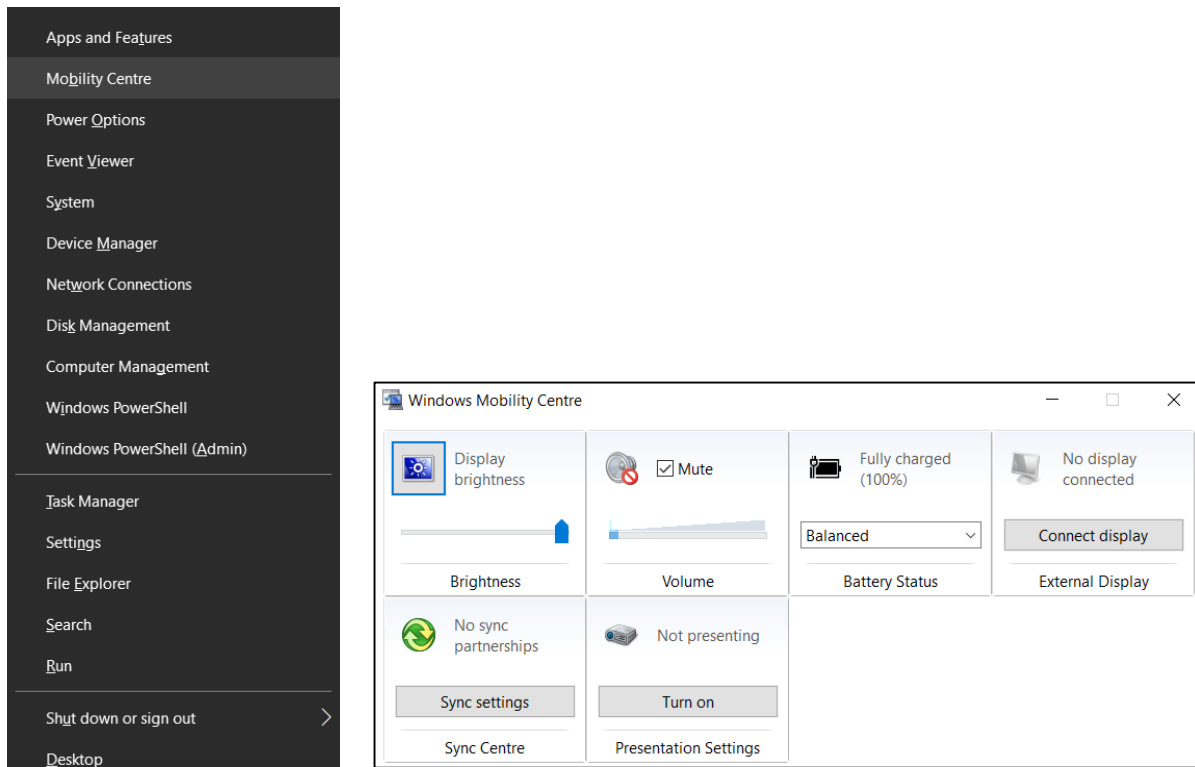 Apps and Features
Mobility Centre
Power Options
Event Viewer
System
Device Manager
Network Connections
Disk Management
Computer Management
Windows PowerShell
Windows PowerShell (Admin)
Task Manager
Settings
File Explorer
Search
Run
Shut down or sign out
Desktop
Windows Mobility Centre
Display
brightness
Brightness
Mute
Volume
Fully charged
(100%)
Balanced
Battery Status
No display
connected
Connect display
External Display
No sync
partnerships
Sync settings
Sync Centre
Not presenting
Turn on
Presentation Settings